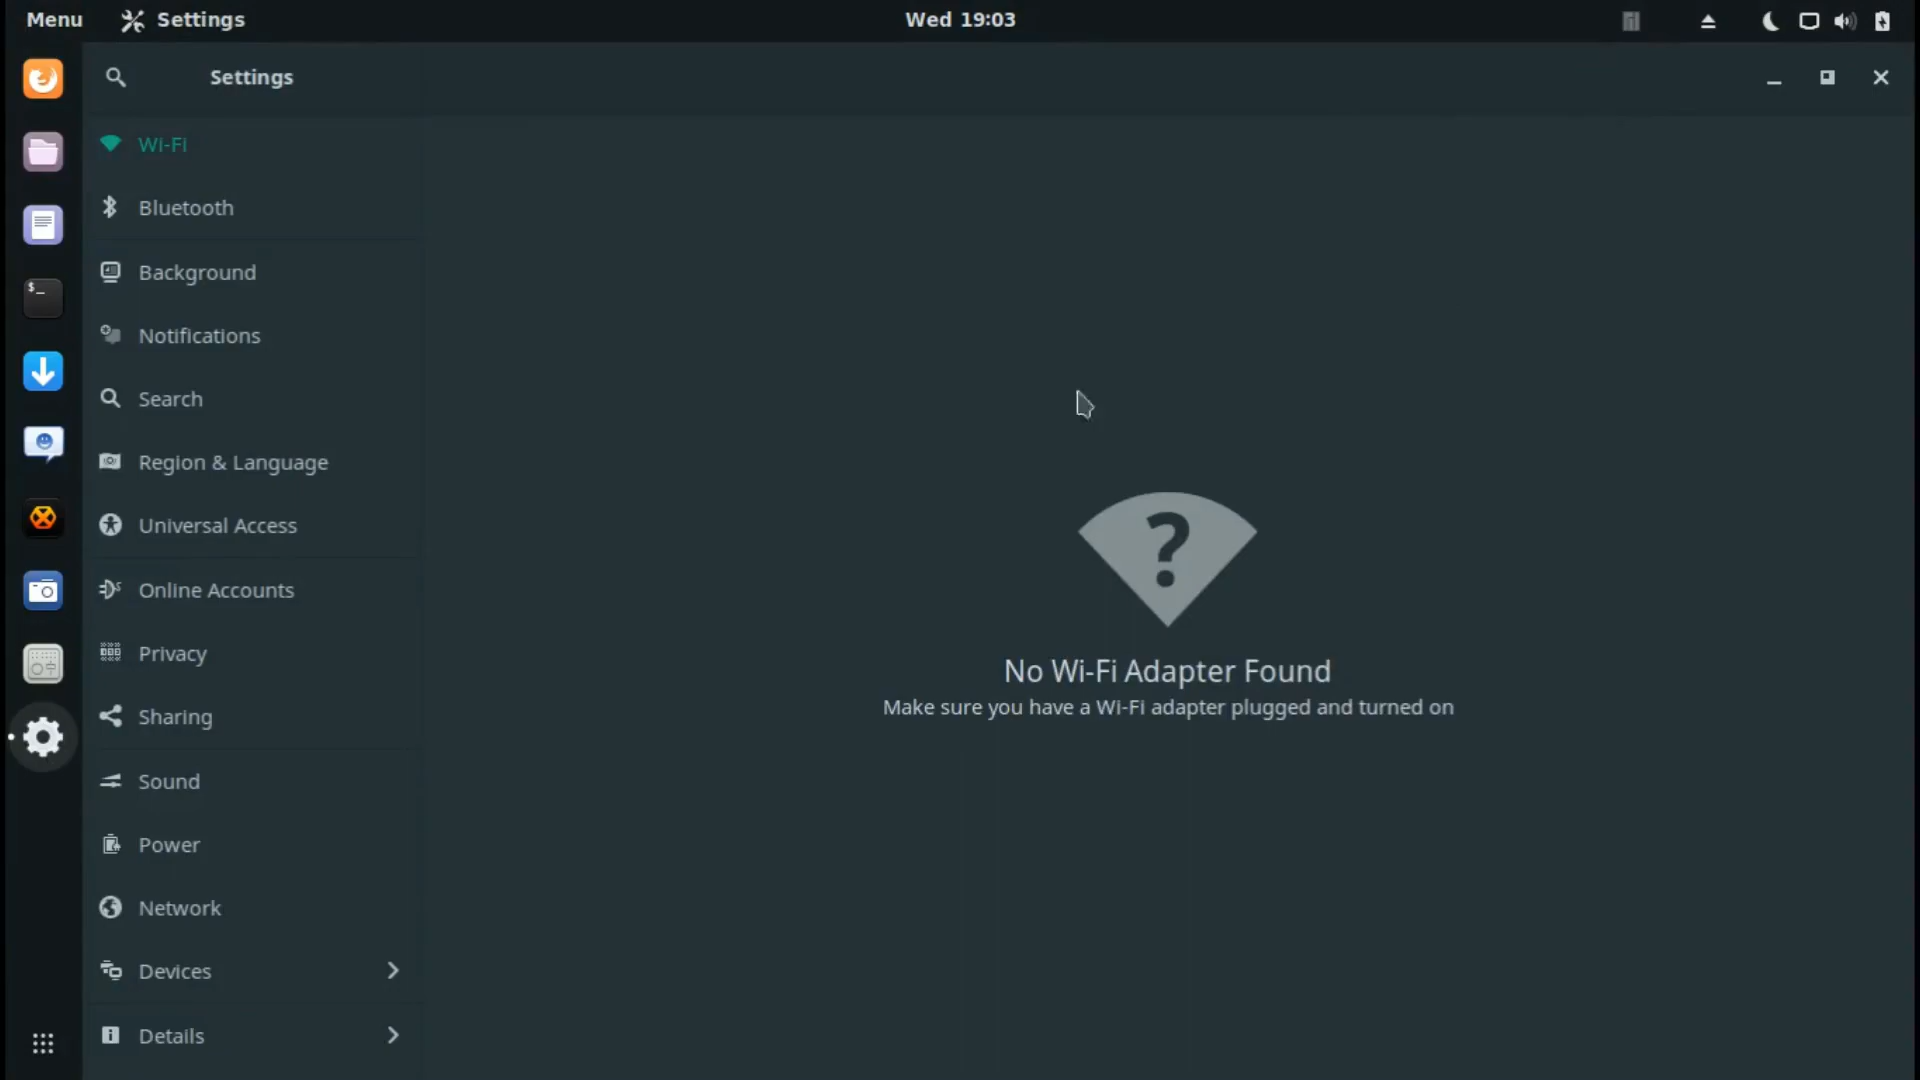 Menu
Settings
Wed 19:03
Settings
Wi-Fi
Bluetooth
Background
Notifications
Search
Region & Language
Universal Access
Online Accounts
Privacy
Sharing
Sound
Power
Network
Devices
Details
$_
?
No Wi-Fi Adapter Found
Make sure you have a Wi-Fi adapter plugged and turned on